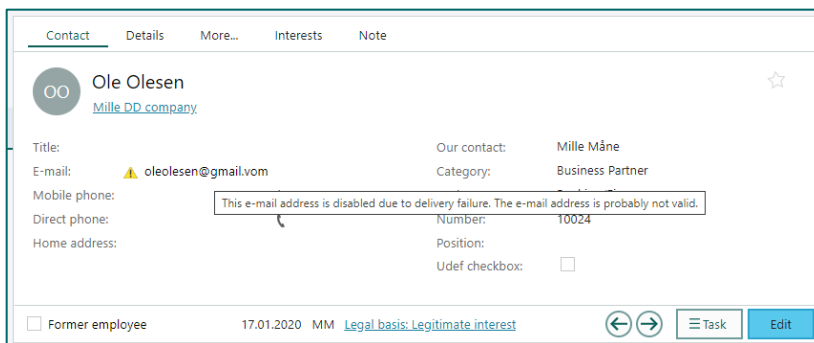 Contact Details More... Interests Note
OO
Ole Olesen
Mille DD company
Title:
E-mail: oleolesen@gmail.vom
Mobile phone:
Direct phone:
Home address:
Our contact: Mille Måne
Category: Business Partner
This e-mail address is disabled due to delivery failure. The e-mail address is probably not valid.
Number: 10024
Position:
Udef checkbox:
Former employee 17.01.2020 MM Legal basis: Legitimate interest Task Edit